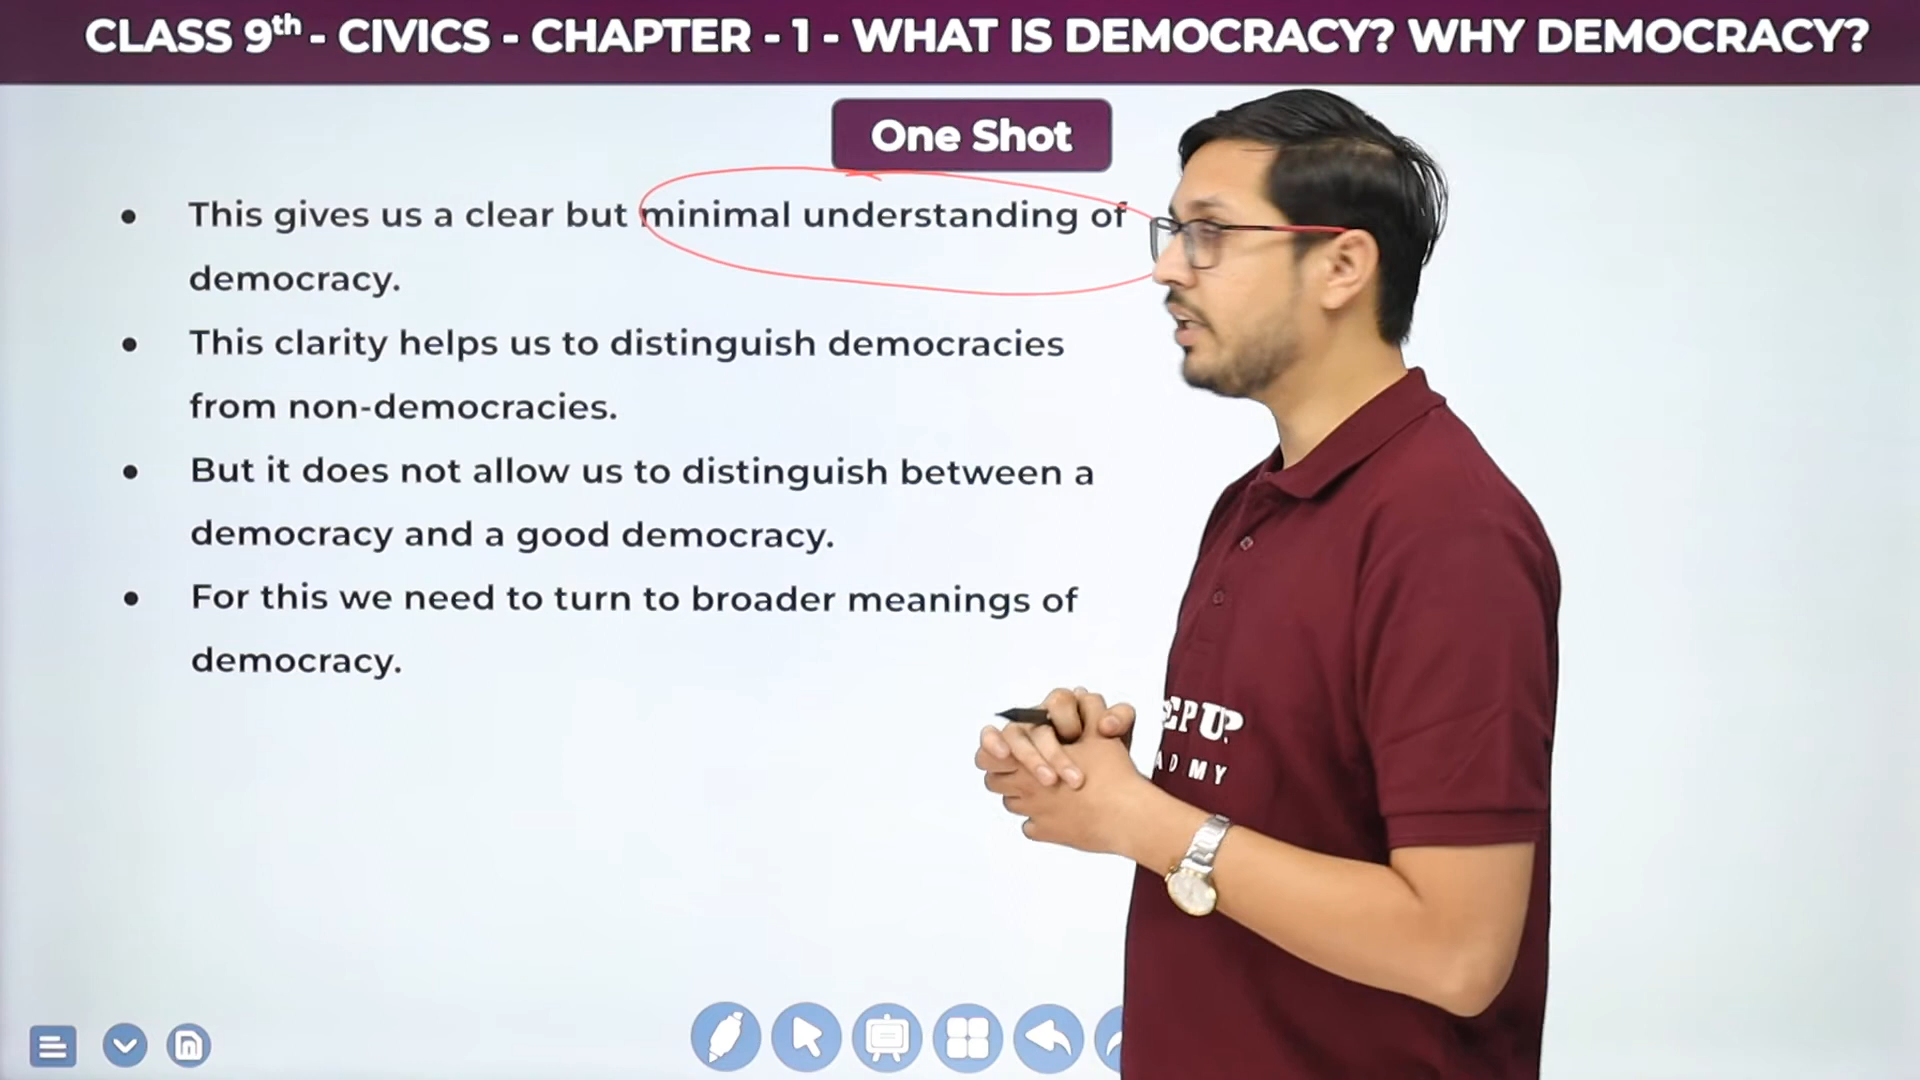 CLASS 9th - CIVICS - CHAPTER - 1 - WHAT IS DEMOCRACY? WHY DEMOCRACY?
One Shot
• This gives us a clear but minimal understanding of
democracy.
• This clarity helps us to distinguish democracies
from non-democracies.
• But it does not allow us to distinguish between a
democracy and a good democracy.
• For this we need to turn to broader meanings of
democracy.